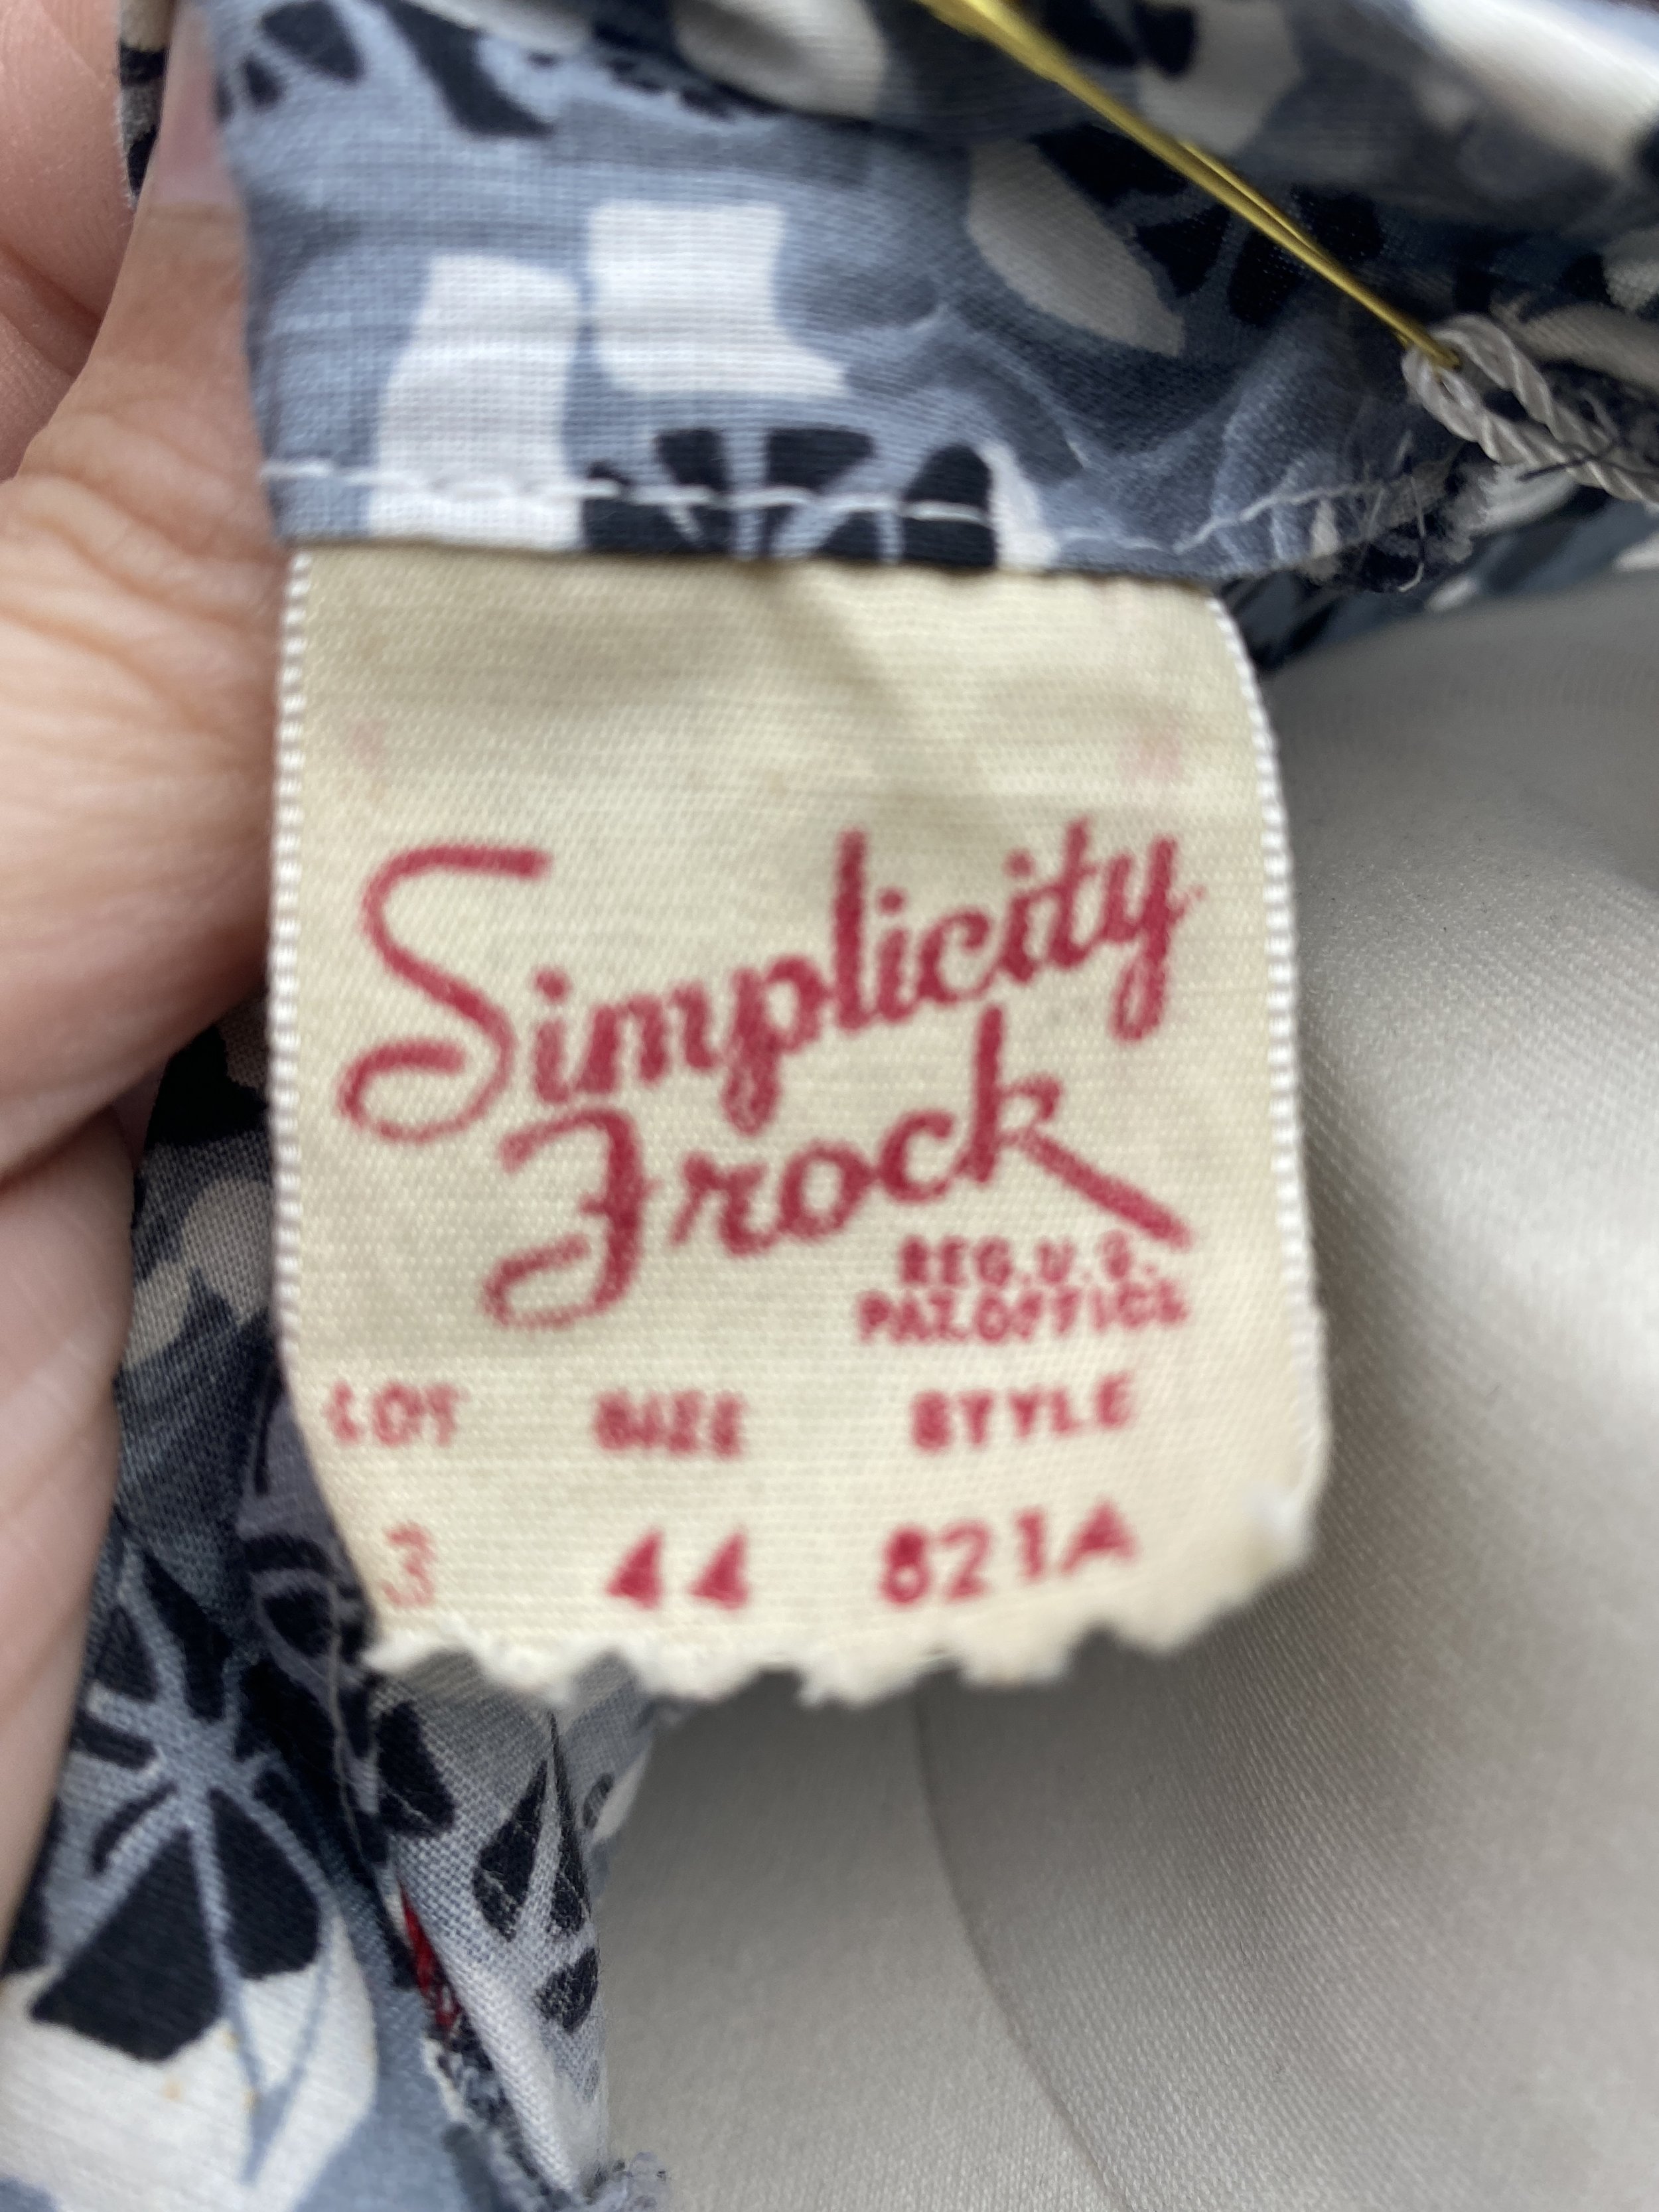 Simplicity
Frock
REG. U. S.
PAT. OFFICE
LOT SIZE STYLE
3 44 821A